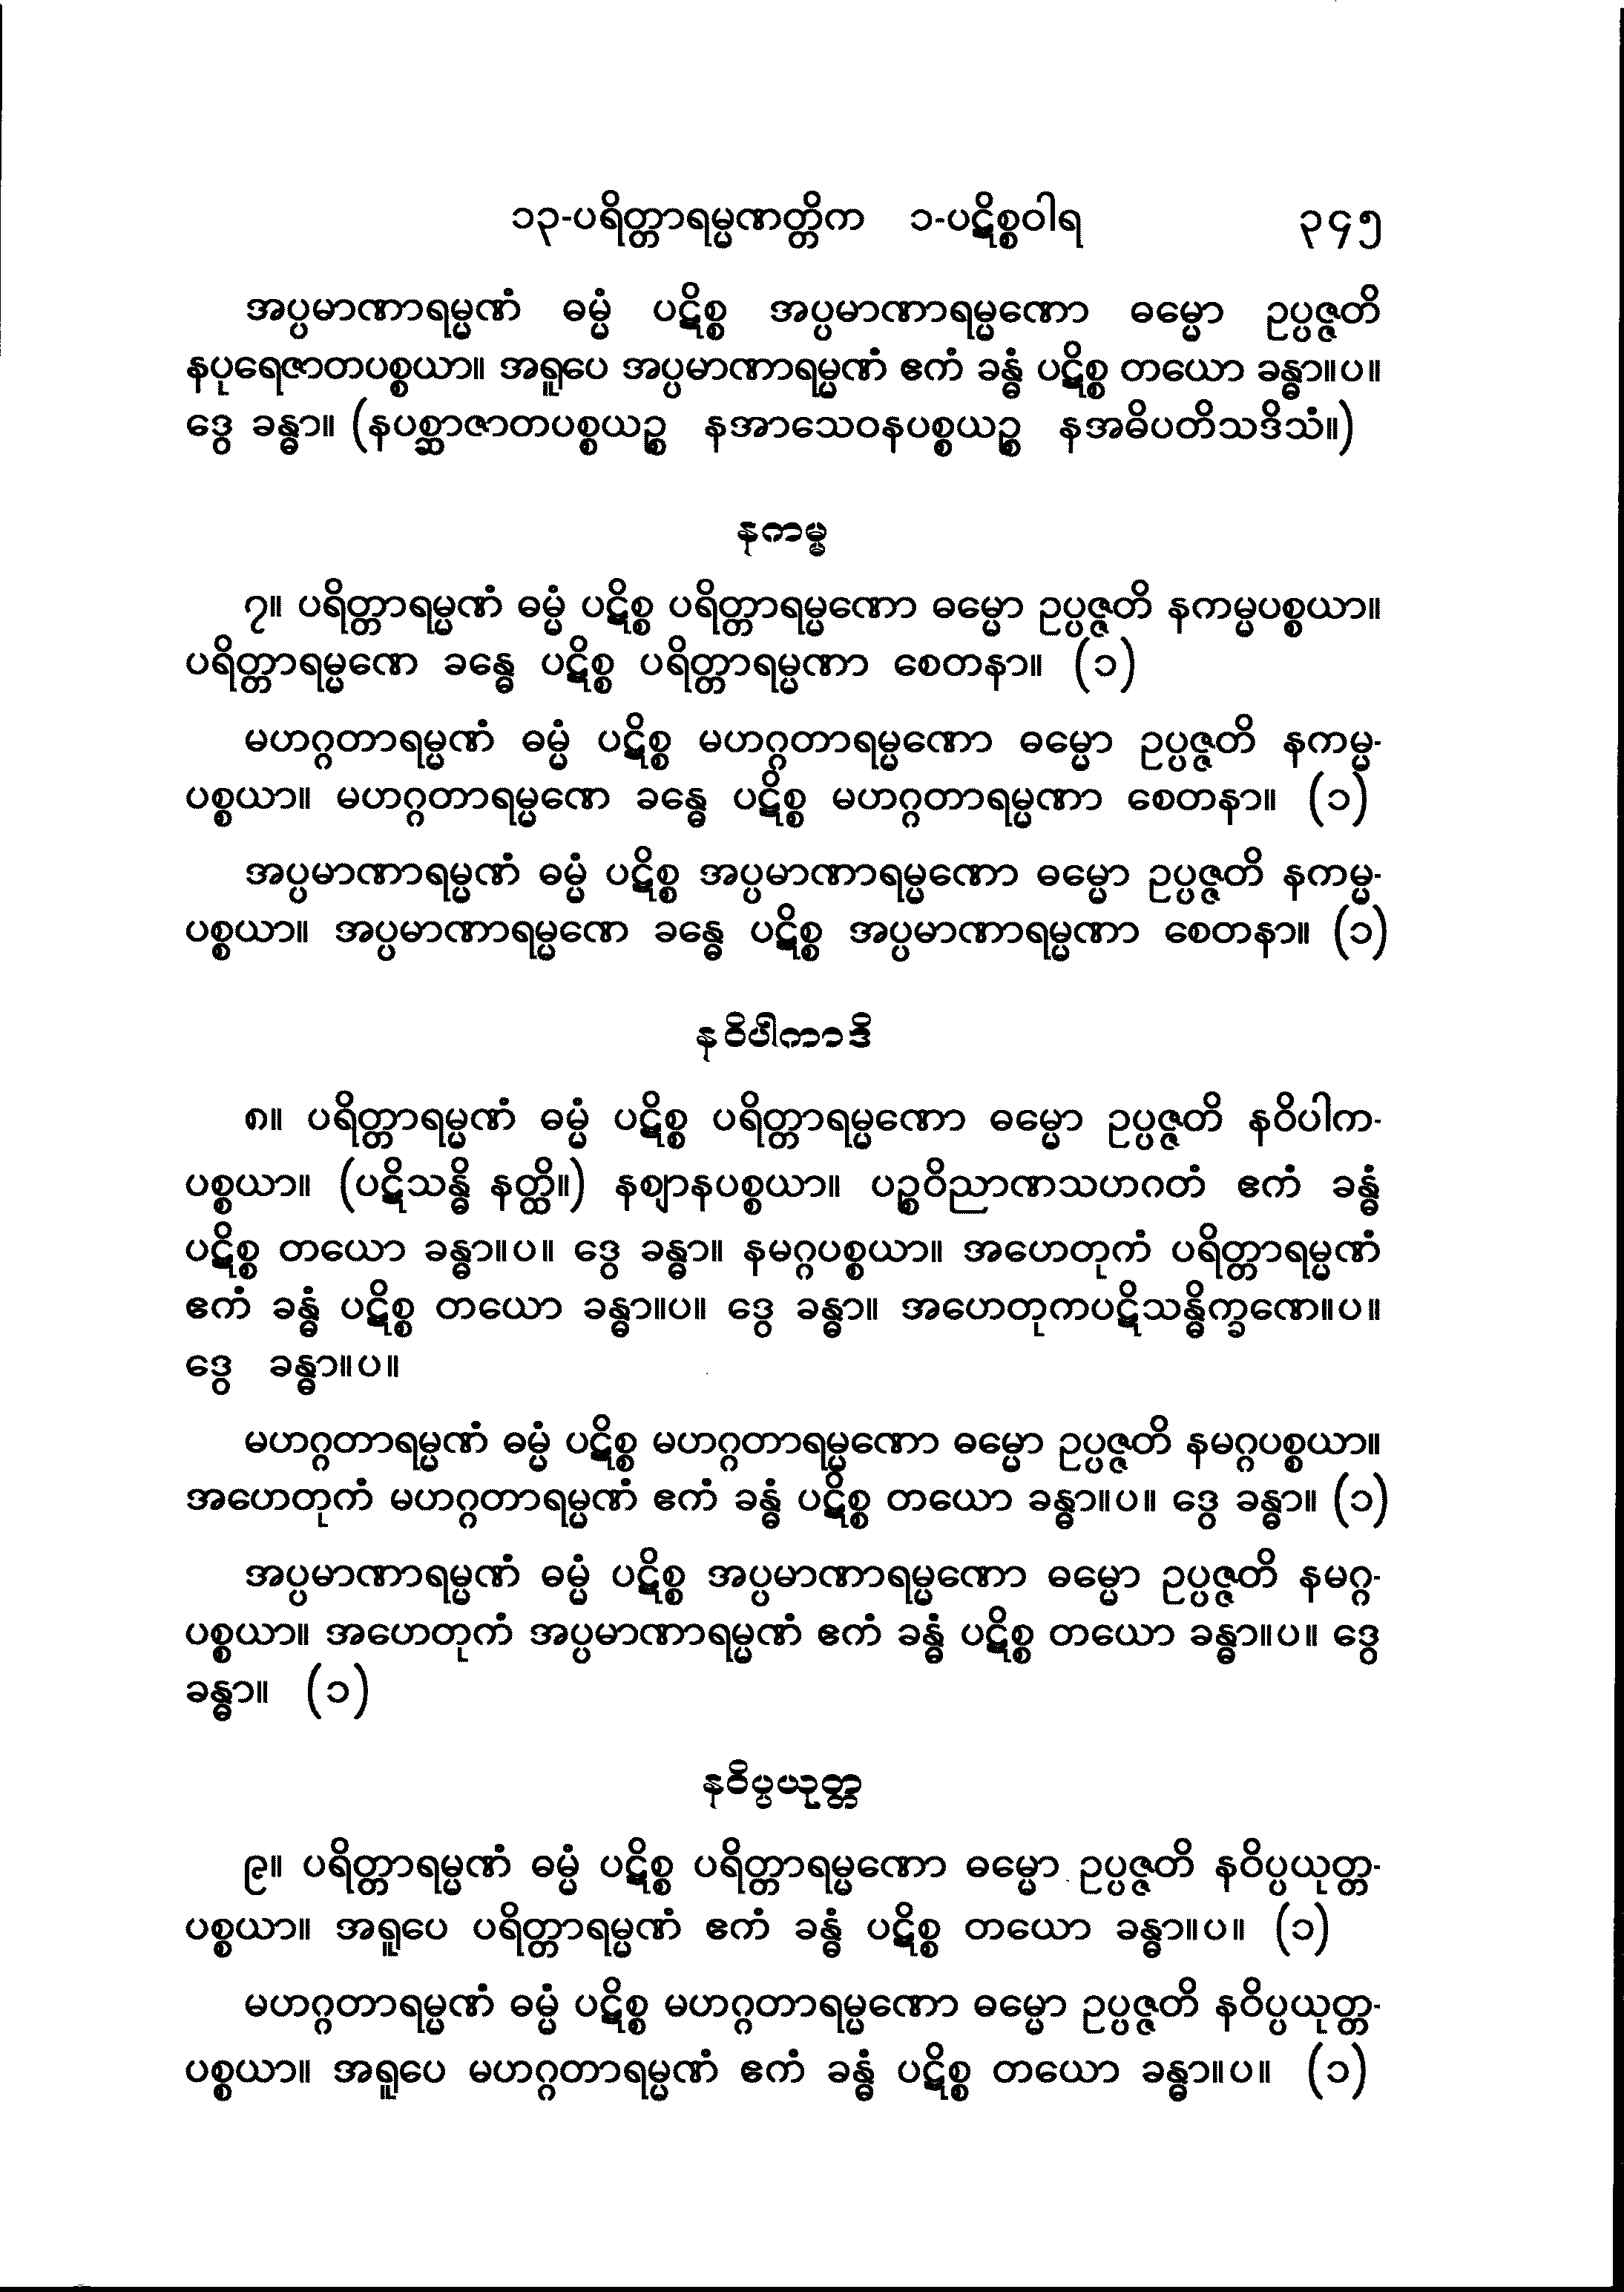 ၁၃-ပရိတ္တာရမ္မဏတ္တိက ၁-ပဋိစ္စဝါရ ၃၄၅
အပ္ပမာဏာရမ္မဏံ ဓမ္မံ ပဋိစ္စ အပ္ပမာဏာရမ္မဏော ဓမ္မော ဥပ္ပဇ္ဇတိ
နပုရေဇာတပစ္စယာ။ အရူပေ အပ္ပမာဏာရမ္မဏံ ဧကံ ခန္ဓံ ပဋိစ္စ တယော ခန္ဓာ။ပ။
ဒွေ ခန္ဓာ။ (နပစ္ဆာဇာတပစ္စယဉ္စ နအာသေဝနပစ္စယဉ္စ နအဓိပတိသဒိသံ။)
နကမ္မ
၇။ ပရိတ္တာရမ္မဏံ ဓမ္မံ ပဋိစ္စ ပရိတ္တာရမ္မဏော ဓမ္မော ဥပ္ပဇ္ဇတိ နကမ္မပစ္စယာ။
ပရိတ္တာရမ္မဏေ ခန္ဓေ ပဋိစ္စ ပရိတ္တာရမ္မဏာ စေတနာ။ (၁)
မဟဂ္ဂတာရမ္မဏံ ဓမ္မံ ပဋိစ္စ မဟဂ္ဂတာရမ္မဏော ဓမ္မော ဥပ္ပဇ္ဇတိ နကမ္မ-
ပစ္စယာ။ မဟဂ္ဂတာရမ္မဏေ ခန္ဓေ ပဋိစ္စ မဟဂ္ဂတာရမ္မဏာ စေတနာ။ (၁)
အပ္ပမာဏာရမ္မဏံ ဓမ္မံ ပဋိစ္စ အပ္ပမာဏာရမ္မဏော ဓမ္မော ဥပ္ပဇ္ဇတိ နကမ္မ-
ပစ္စယာ။ အပ္ပမာဏာရမ္မဏေ ခန္ဓေ ပဋိစ္စ အပ္ပမာဏာရမ္မဏာ စေတနာ။ (၁)
နဝိပါကာဒိ
၈။ ပရိတ္တာရမ္မဏံ ဓမ္မံ ပဋိစ္စ ပရိတ္တာရမ္မဏော ဓမ္မော ဥပ္ပဇ္ဇတိ နဝိပါက-
ပစ္စယာ။ (ပဋိသန္ဓိ နတ္ထိ။) နဈာနပစ္စယာ။ ပဉ္စဝိညာဏသဟဂတံ ဧကံ ခန္ဓံ
ပဋိစ္စ တယော ခန္ဓာ။ပ။ ဒွေ ခန္ဓာ။ နမဂ္ဂပစ္စယာ။ အဟေတုကံ ပရိတ္တာရမ္မဏံ
ဧကံ ခန္ဓံ ပဋိစ္စ တယော ခန္ဓာ။ပ။ ဒွေ ခန္ဓာ။ အဟေတုကပဋိသန္ဓိက္ခဏေ။ပ။
ဒွေ ခန္ဓာ။ပ။
မဟဂ္ဂတာရမ္မဏံ ဓမ္မံ ပဋိစ္စ မဟဂ္ဂတာရမ္မဏော ဓမ္မော ဥပ္ပဇ္ဇတိ နမဂ္ဂပစ္စယာ။
အဟေတုကံ မဟဂ္ဂတာရမ္မဏံ ဧကံ ခန္ဓံ ပဋိစ္စ တယော ခန္ဓာ။ပ။ ဒွေ ခန္ဓာ။ (၁)
အပ္ပမာဏာရမ္မဏံ ဓမ္မံ ပဋိစ္စ အပ္ပမာဏာရမ္မဏော ဓမ္မော ဥပ္ပဇ္ဇတိ နမဂ္ဂ-
ပစ္စယာ။ အဟေတုကံ အပ္ပမာဏာရမ္မဏံ ဧကံ ခန္ဓံ ပဋိစ္စ တယော ခန္ဓာ။ပ။ ဒွေ
ခန္ဓာ။ (၁)
နဝိပ္ပယုတ္တ
၉။ ပရိတ္တာရမ္မဏံ ဓမ္မံ ပဋိစ္စ ပရိတ္တာရမ္မဏော ဓမ္မော ဥပ္ပဇ္ဇတိ နဝိပ္ပယုတ္တ-
ပစ္စယာ။ အရူပေ ပရိတ္တာရမ္မဏံ ဧကံ ခန္ဓံ ပဋိစ္စ တယော ခန္ဓာ။ပ။ (၁)
မဟဂ္ဂတာရမ္မဏံ ဓမ္မံ ပဋိစ္စ မဟဂ္ဂတာရမ္မဏော ဓမ္မော ဥပ္ပဇ္ဇတိ နဝိပ္ပယုတ္တ-
ပစ္စယာ။ အရူပေ မဟဂ္ဂတာရမ္မဏံ ဧကံ ခန္ဓံ ပဋိစ္စ တယော ခန္ဓာ။ပ။ (၁)